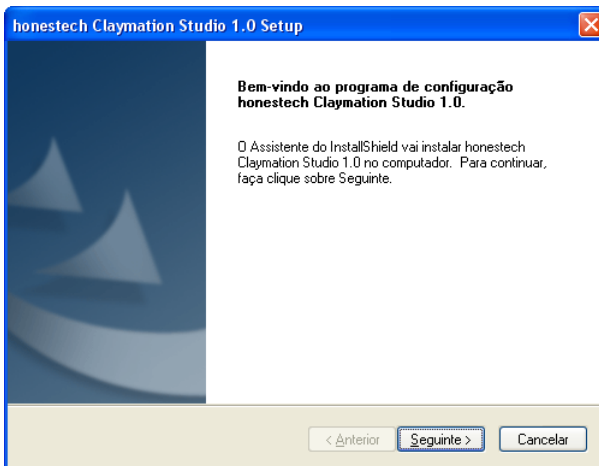 honestech Claymation Studio 1.0 Setup
Bem-vindo ao programa de configuração
honestech Claymation Studio 1.0.
O Assistente do InstallShield vai instalar honestech
Claymation Studio 1.0 no computador. Para continuar,
faça clique sobre Seguinte.
< Anterior Seguinte > Cancelar